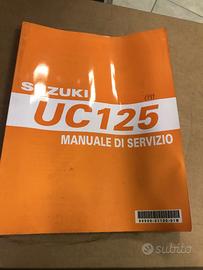 SUZUKI
UC125
MANUALE DI SERVIZIO
subito